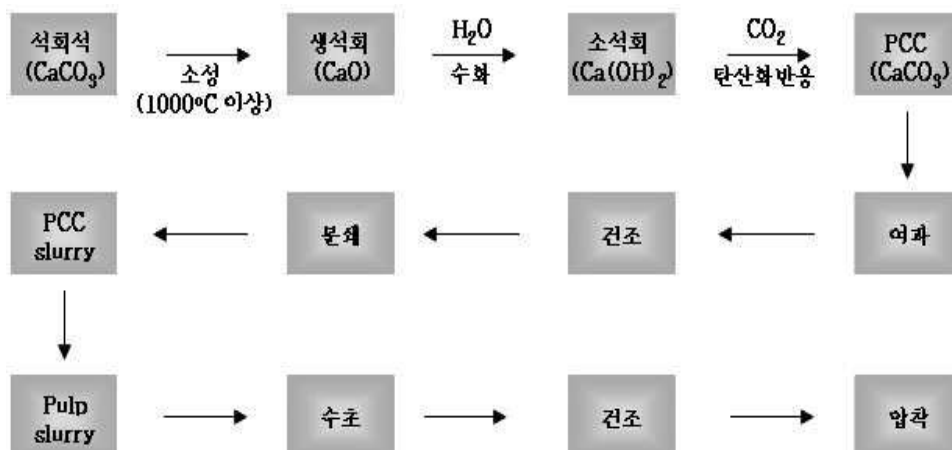 석회석
(CaCO₃)
소성
(1000°C 이상)
생석회
(CaO)
H₂O
수화
소석회
(Ca(OH)₂)
CO₂
탄산화반응
PCC
(CaCO₃)
PCC
slurry
분쇄
건조
여과
Pulp
slurry
수초
건조
압착